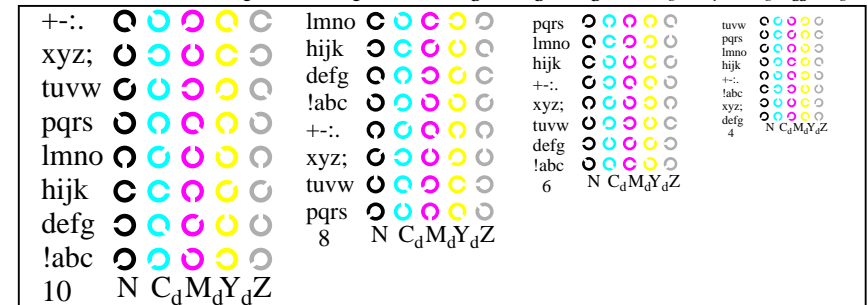 +-:.
xyz;
tuvw
pqrs
lmno
hijk
defg
!abc
10 N CdMdYdZ
lmno
hijk
defg
!abc
+-:.
xyz;
tuvw
pqrs
8 N CdMdYdZ
pqrs
lmno
hijk
+-:.
xyz;
tuvw
defg
!abc
6 N CdMdYdZ
tuvw
pqrs
lmno
hijk
+-:.
!abc
xyz;
defg
4 N CdMdYdZ